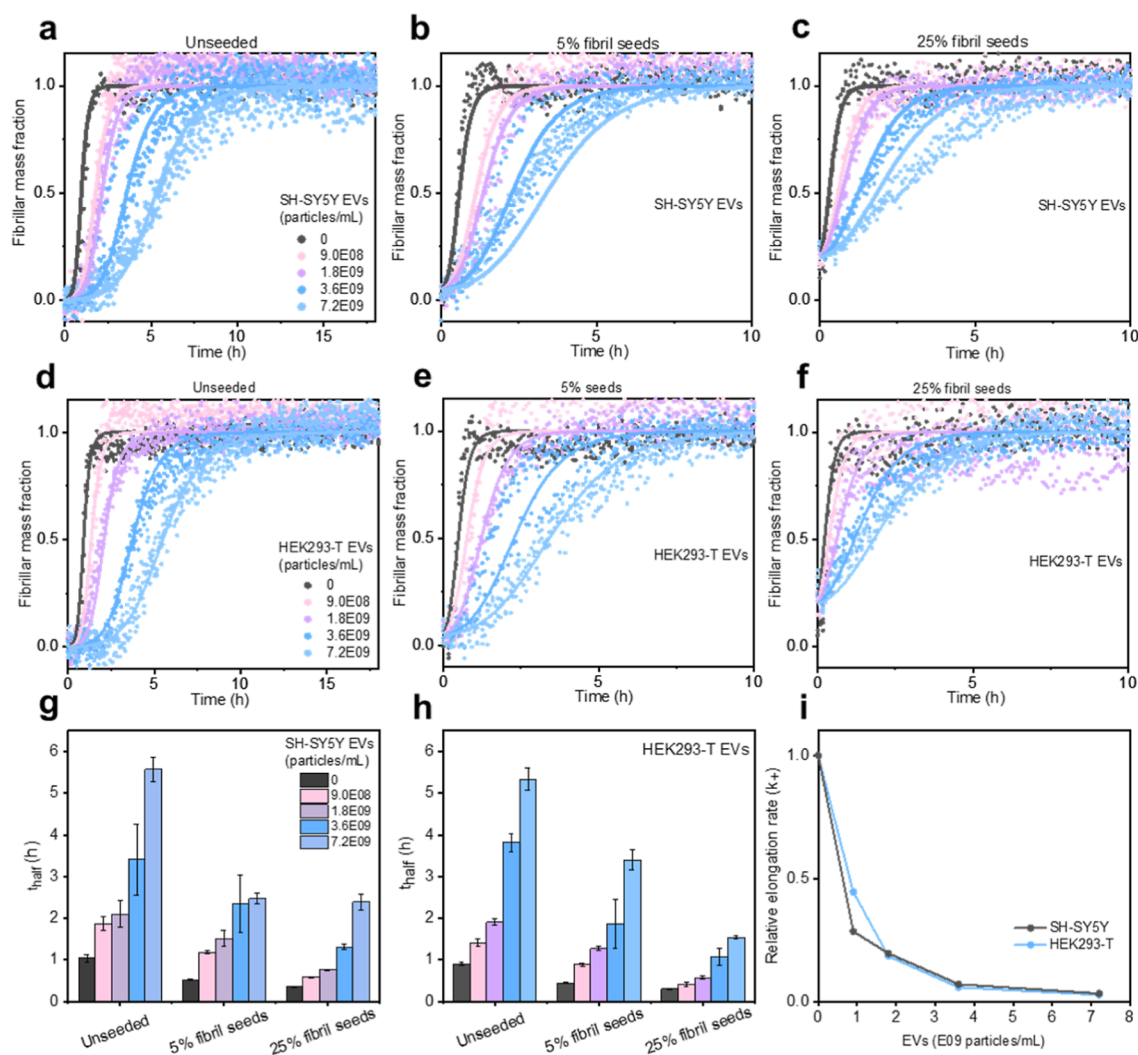 a
Unseeded
Fibrillar mass fraction
1.0
0.5
0.0
SH-SY5Y EVs
(particles/mL)
0
9.0E08
1.8E09
3.6E09
7.2E09
0 5 10 15
Time (h)
b
5% fibril seeds
Fibrillar mass fraction
1.0
0.5
0.0
SH-SY5Y EVs
0 5 10
Time (h)
c
25% fibril seeds
Fibrillar mass fraction
1.0
0.5
0.0
SH-SY5Y EVs
0 5 10
Time (h)
d
Unseeded
Fibrillar mass fraction
1.0
0.5
0.0
HEK293-T EVs
(particles/mL)
0
9.0E08
1.8E09
3.6E09
7.2E09
0 5 10 15
Time (h)
e
5% seeds
Fibrillar mass fraction
1.0
0.5
0.0
HEK293-T EVs
0 5 10
Time (h)
f
25% fibril seeds
Fibrillar mass fraction
1.0
0.5
0.0
HEK293-T EVs
0 5 10
Time (h)
g
thalf (h)
6
5
4
3
2
1
0
SH-SY5Y EVs
(particles/mL)
0
9.0E08
1.8E09
3.6E09
7.2E09
Unseeded
5% fibril seeds
25% fibril seeds
h
thalf (h)
6
5
4
3
2
1
0
HEK293-T EVs
Unseeded
5% fibril seeds
25% fibril seeds
i
Relative elongation rate (k+)
1.0
0.5
0.0
SH-SY5Y
HEK293-T
0 1 2 3 4 5 6 7 8
EVs (E09 particles/mL)